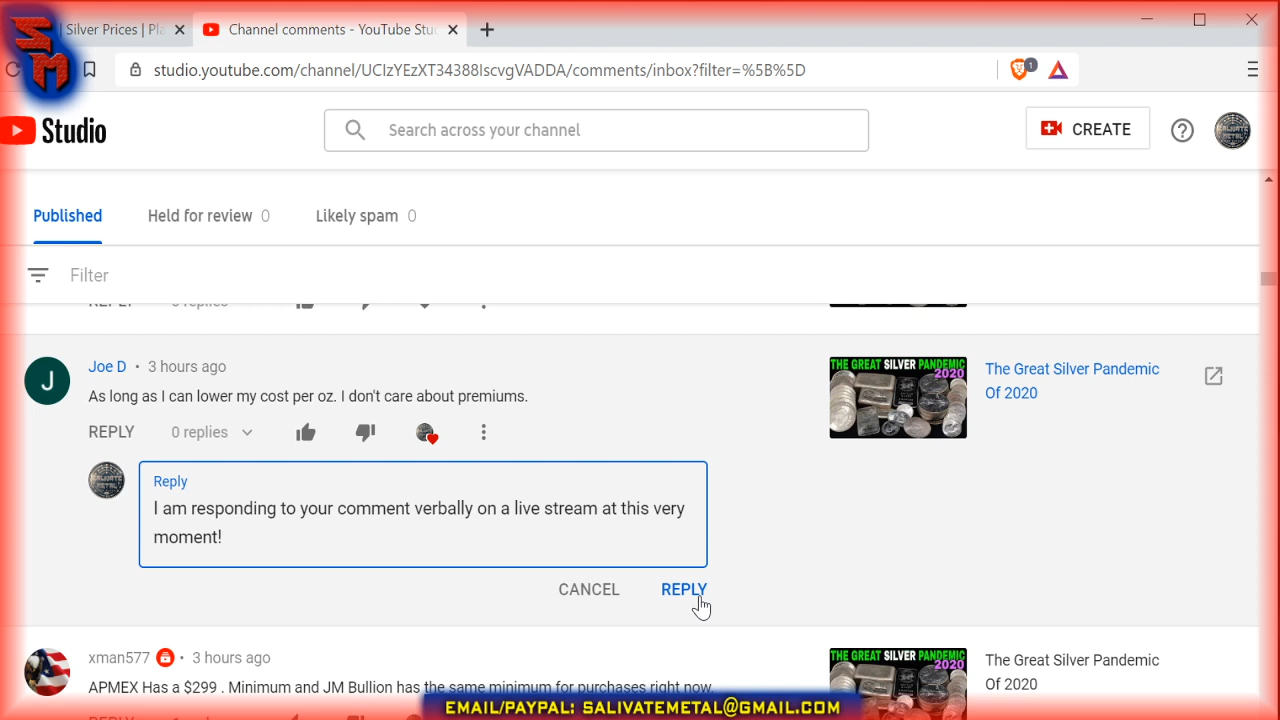 SM
Silver Prices | Pla
Channel comments - YouTube Stu
studio.youtube.com/channel/UCIzYEzXT34388IscvgVADDA/comments/inbox?filter=%5B%5D
1
Studio
Search across your channel
CREATE
Published
Held for review 0
Likely spam 0
Filter
REPLY
Joe D • 3 hours ago
As long as I can lower my cost per oz. I don't care about premiums.
REPLY 0 replies
THE GREAT SILVER PANDEMIC
2020
The Great Silver Pandemic
Of 2020
Reply
I am responding to your comment verbally on a live stream at this very
moment!
CANCEL REPLY
xman577 • 3 hours ago
APMEX Has a $299. Minimum and JM Bullion has the same minimum for purchases right now
THE GREAT SILVER PANDEMIC
2020
The Great Silver Pandemic
Of 2020
EMAIL/PAYPAL: SALIVATEMETAL@GMAIL.COM